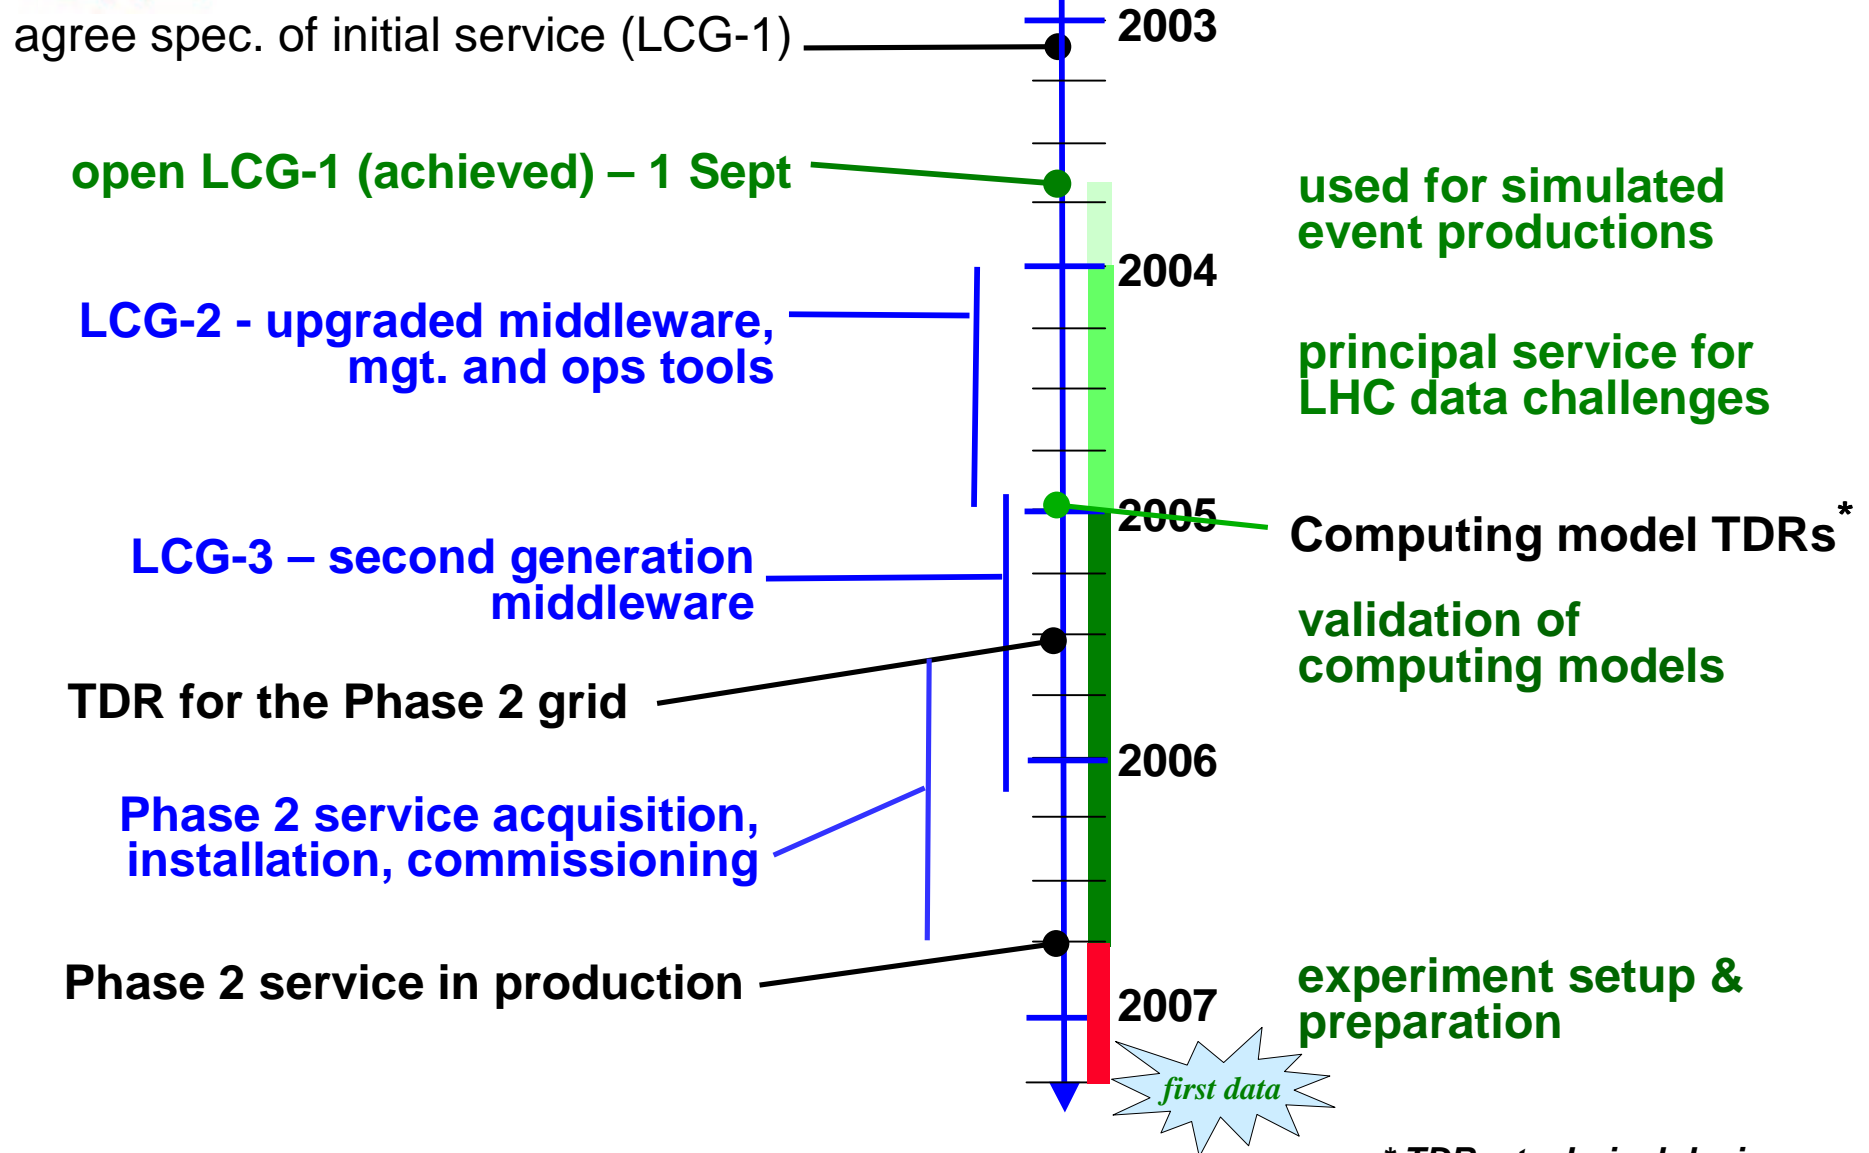 2003
agree spec. of initial service (LCG-1)
open LCG-1 (achieved) – 1 Sept
used for simulated
event productions
2004
LCG-2 - upgraded middleware,
mgt. and ops tools
principal service for
LHC data challenges
2005
Computing model TDRs*
LCG-3 – second generation
middleware
validation of
computing models
TDR for the Phase 2 grid
2006
Phase 2 service acquisition,
installation, commissioning
Phase 2 service in production
experiment setup &
preparation
2007
first data